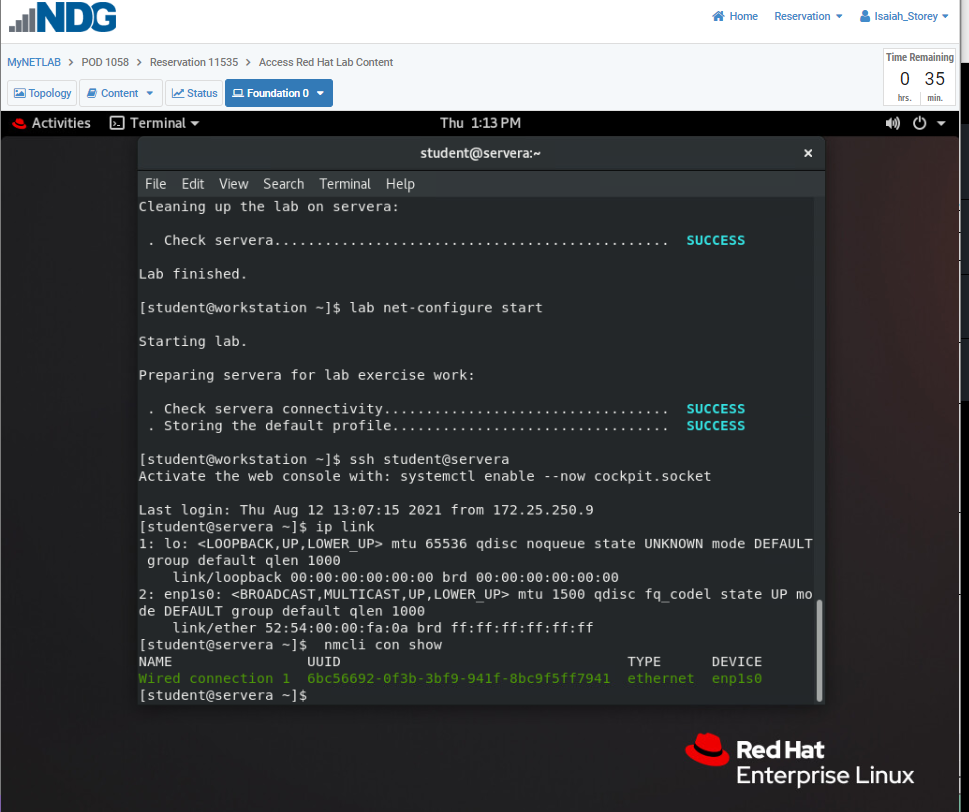 NDG
Home Reservation Isaiah_Storey
MyNETLAB > POD 1058 > Reservation 11535 > Access Red Hat Lab Content
Time Remaining
0 35
hrs. min.
Topology Content Status Foundation 0
Activities Terminal Thu 1:13 PM
student@servera:~ ×
File Edit View Search Terminal Help
Cleaning up the lab on servera:
. Check servera............................................... SUCCESS
Lab finished.
[student@workstation ~]$ lab net-configure start
Starting lab.
Preparing servera for lab exercise work:
. Check servera connectivity.................................. SUCCESS
. Storing the default profile................................. SUCCESS
[student@workstation ~]$ ssh student@servera
Activate the web console with: systemctl enable --now cockpit.socket
Last login: Thu Aug 12 13:07:15 2021 from 172.25.250.9
[student@servera ~]$ ip link
1: lo: <LOOPBACK,UP,LOWER_UP> mtu 65536 qdisc noqueue state UNKNOWN mode DEFAULT
group default qlen 1000
link/loopback 00:00:00:00:00:00 brd 00:00:00:00:00:00
2: enp1s0: <BROADCAST,MULTICAST,UP,LOWER_UP> mtu 1500 qdisc fq_codel state UP mo
de DEFAULT group default qlen 1000
link/ether 52:54:00:00:fa:0a brd ff:ff:ff:ff:ff:ff
[student@servera ~]$  nmcli con show
NAME UUID TYPE DEVICE
Wired connection 1 6bc56692-0f3b-3bf9-941f-8bc9f5ff7941 ethernet enp1s0
[student@servera ~]$
Red Hat
Enterprise Linux